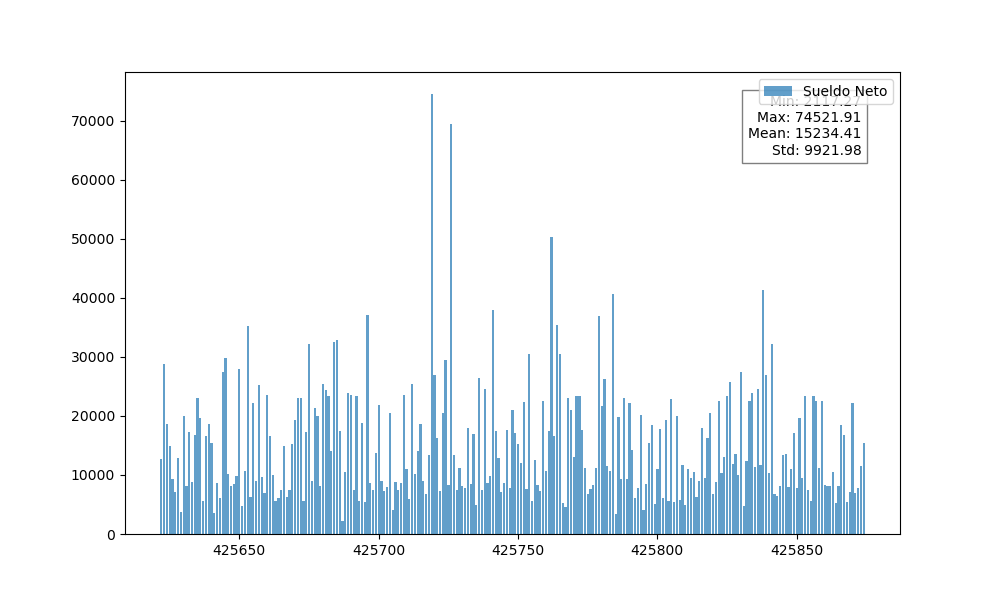 Sueldo Neto
Min: 2117.27
Max: 74521.91
Mean: 15234.41
Std: 9921.98
70000
60000
50000
40000
30000
20000
10000
0
425650
425700
425750
425800
425850